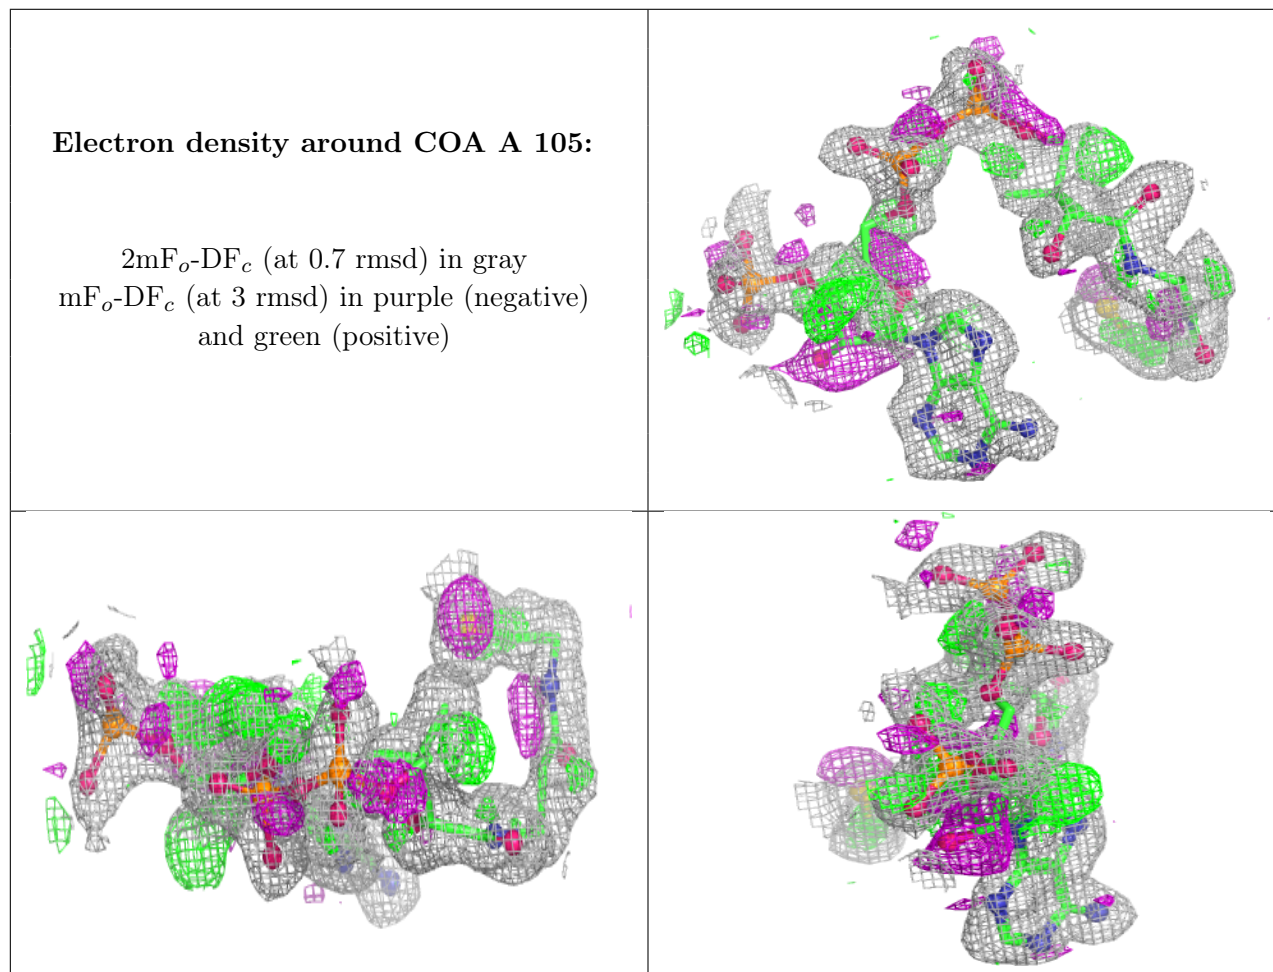 Electron density around COA A 105:
2mFo-DFc (at 0.7 rmsd) in gray
mFo-DFc (at 3 rmsd) in purple (negative)
and green (positive)